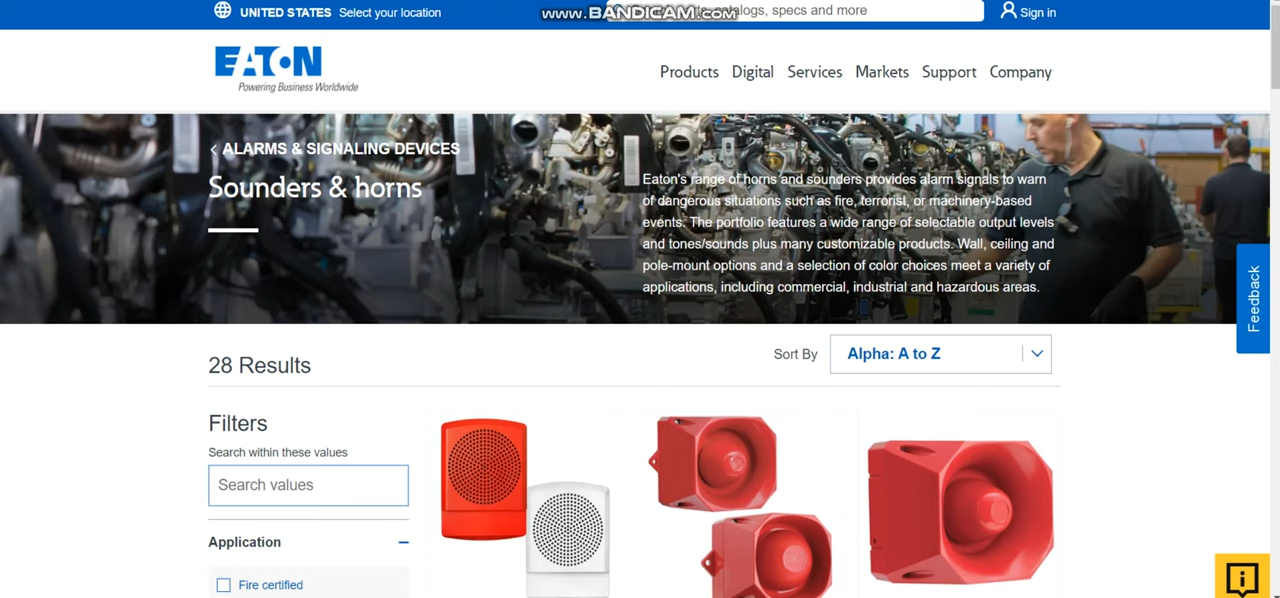 UNITED STATES Select your location
www.BANDICAM.com
catalogs, specs and more
Sign in
EATON
Powering Business Worldwide
Products Digital Services Markets Support Company
< ALARMS & SIGNALING DEVICES
Sounders & horns
Eaton's range of horns and sounders provides alarm signals to warn
of dangerous situations such as fire, terrorist, or machinery-based
events. The portfolio features a wide range of selectable output levels
and tones/sounds plus many customizable products. Wall, ceiling and
pole-mount options and a selection of color choices meet a variety of
applications, including commercial, industrial and hazardous areas.
Feedback
28 Results
Sort By Alpha: A to Z
Filters
Search within these values
Search values
Application
Fire certified